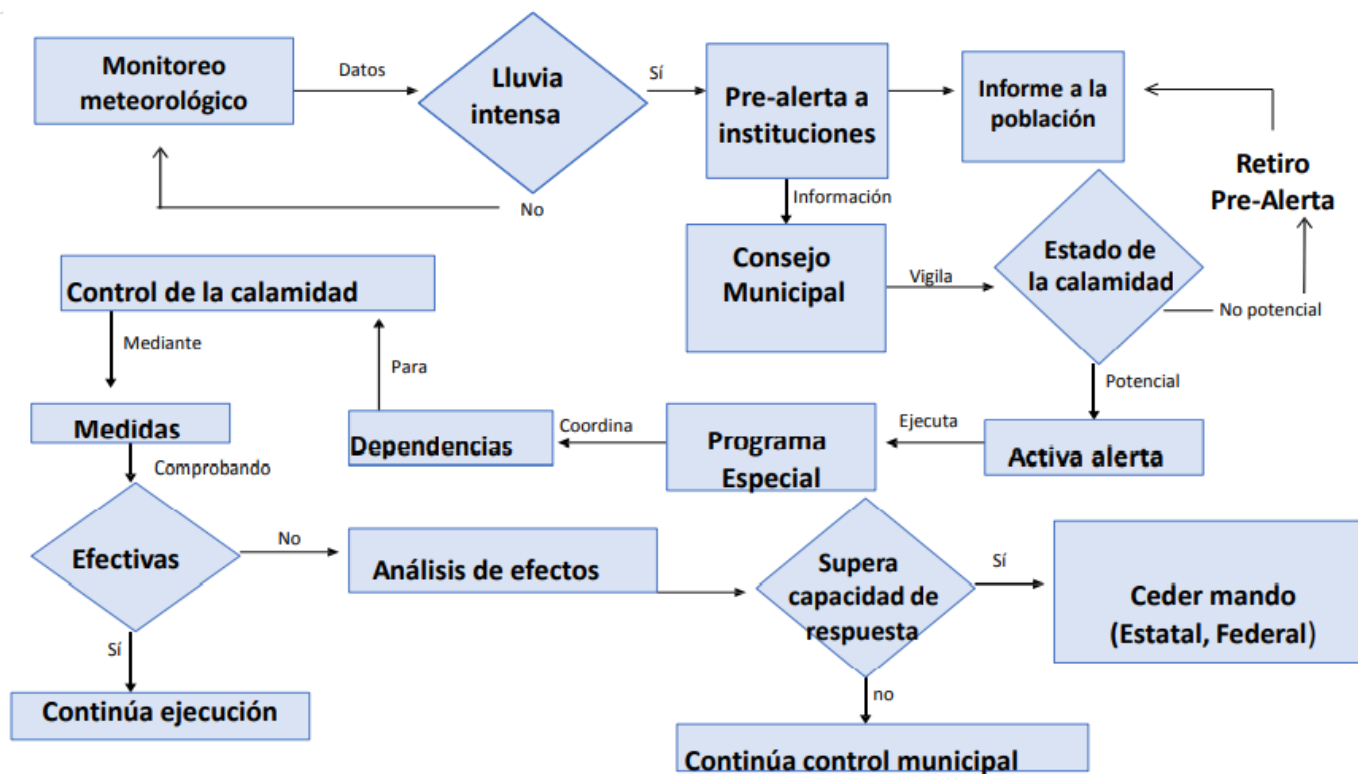 Monitoreo
meteorológico
Datos
Lluvia
intensa
Sí
Pre-alerta a
instituciones
Informe a la
población
Retiro
Pre-Alerta
No
Información
Consejo
Municipal
Vigila
Estado de
la calamidad
No potencial
Potencial
Control de la calamidad
Mediante
Para
Medidas
Dependencias
Coordina
Programa
Especial
Ejecuta
Activa alerta
Comprobando
Efectivas
No
Análisis de efectos
Supera
capacidad de
respuesta
Sí
Ceder mando
(Estatal, Federal)
Sí
Continúa ejecución
no
Continúa control municipal